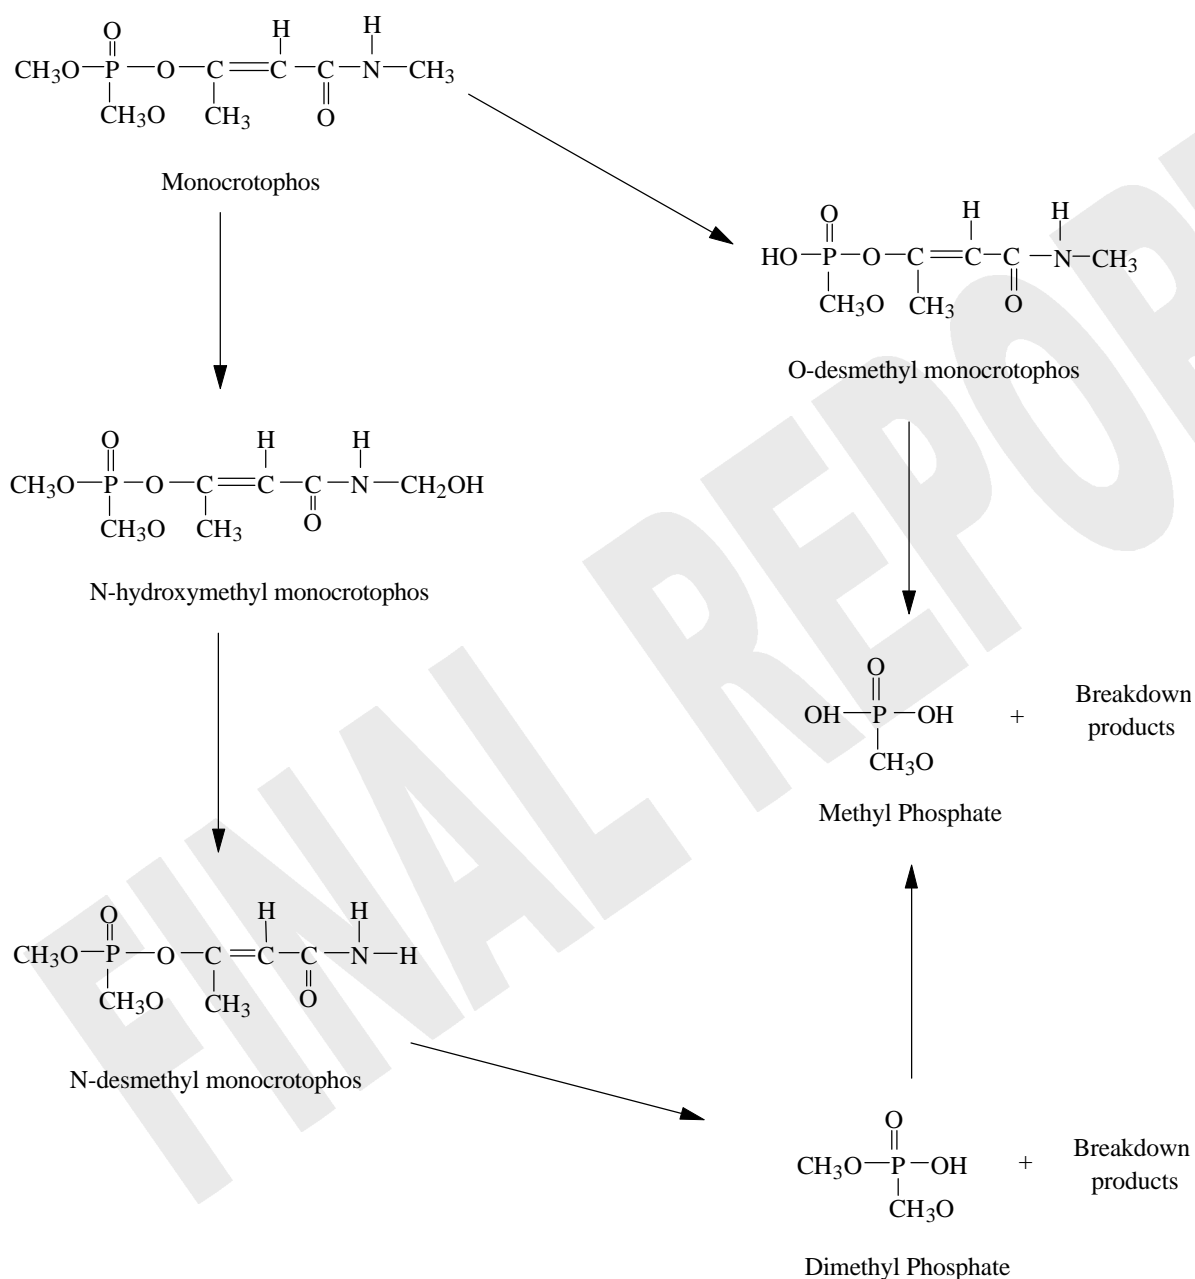 O H
CH3O P O C C C N CH3
CH3O CH3 O
Monocrotophos
O H H
HO P O C C C N CH3
CH3O CH3 O
O-desmethyl monocrotophos
O H H
CH3O P O C C C N CH2OH
CH3O CH3 O
N-hydroxymethyl monocrotophos
O
OH P OH + Breakdown
products
CH3O
Methyl Phosphate
O H H
CH3O P O C C C N H
CH3O CH3 O
N-desmethyl monocrotophos
O
CH3O P OH + Breakdown
products
CH3O
Dimethyl Phosphate
FINAL REPOR